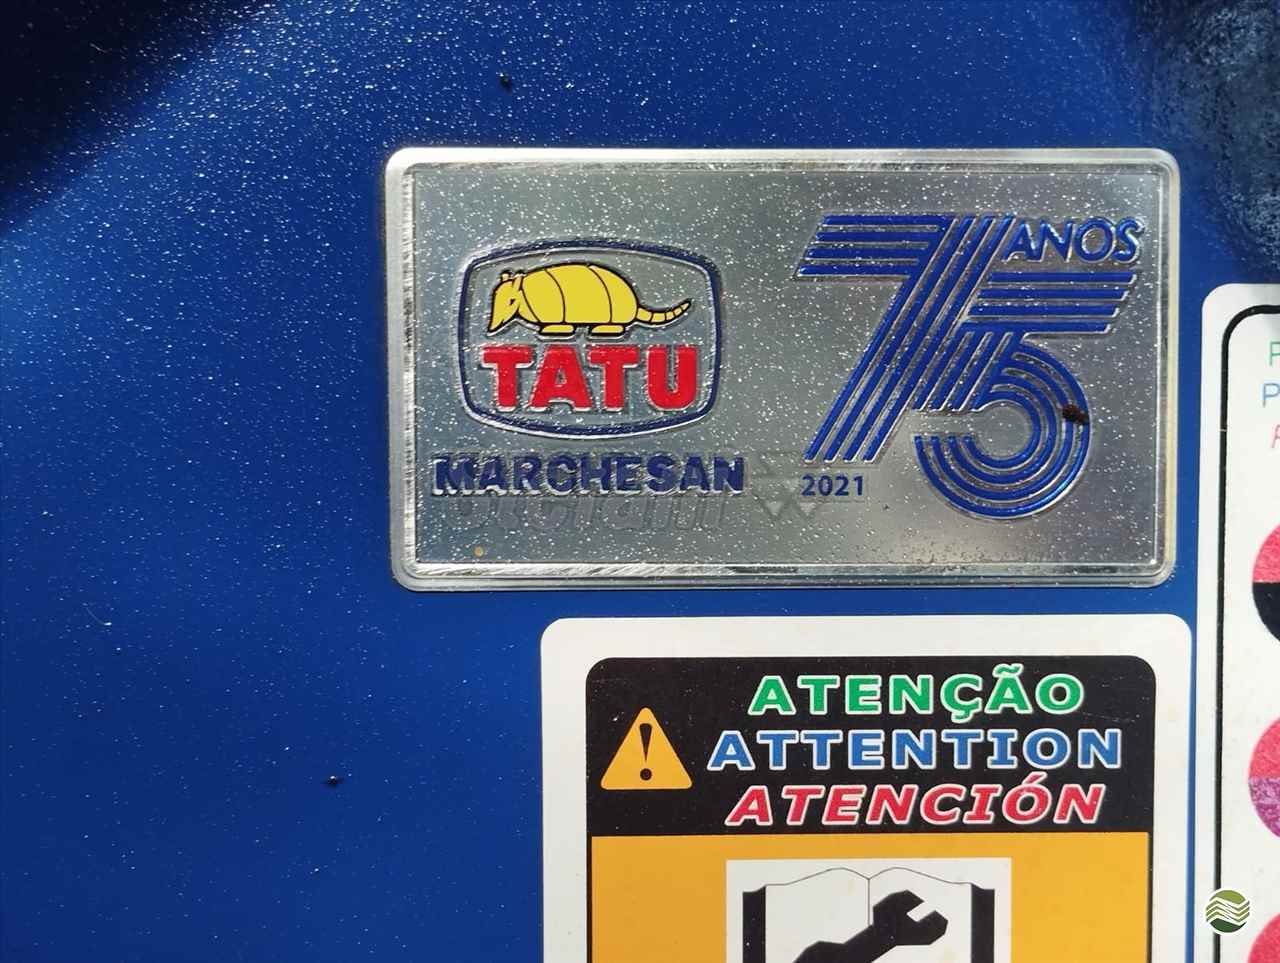 TATU
MARCHESAN
75 ANOS
2021
ATENÇÃO
ATTENTION
ATENCIÓN